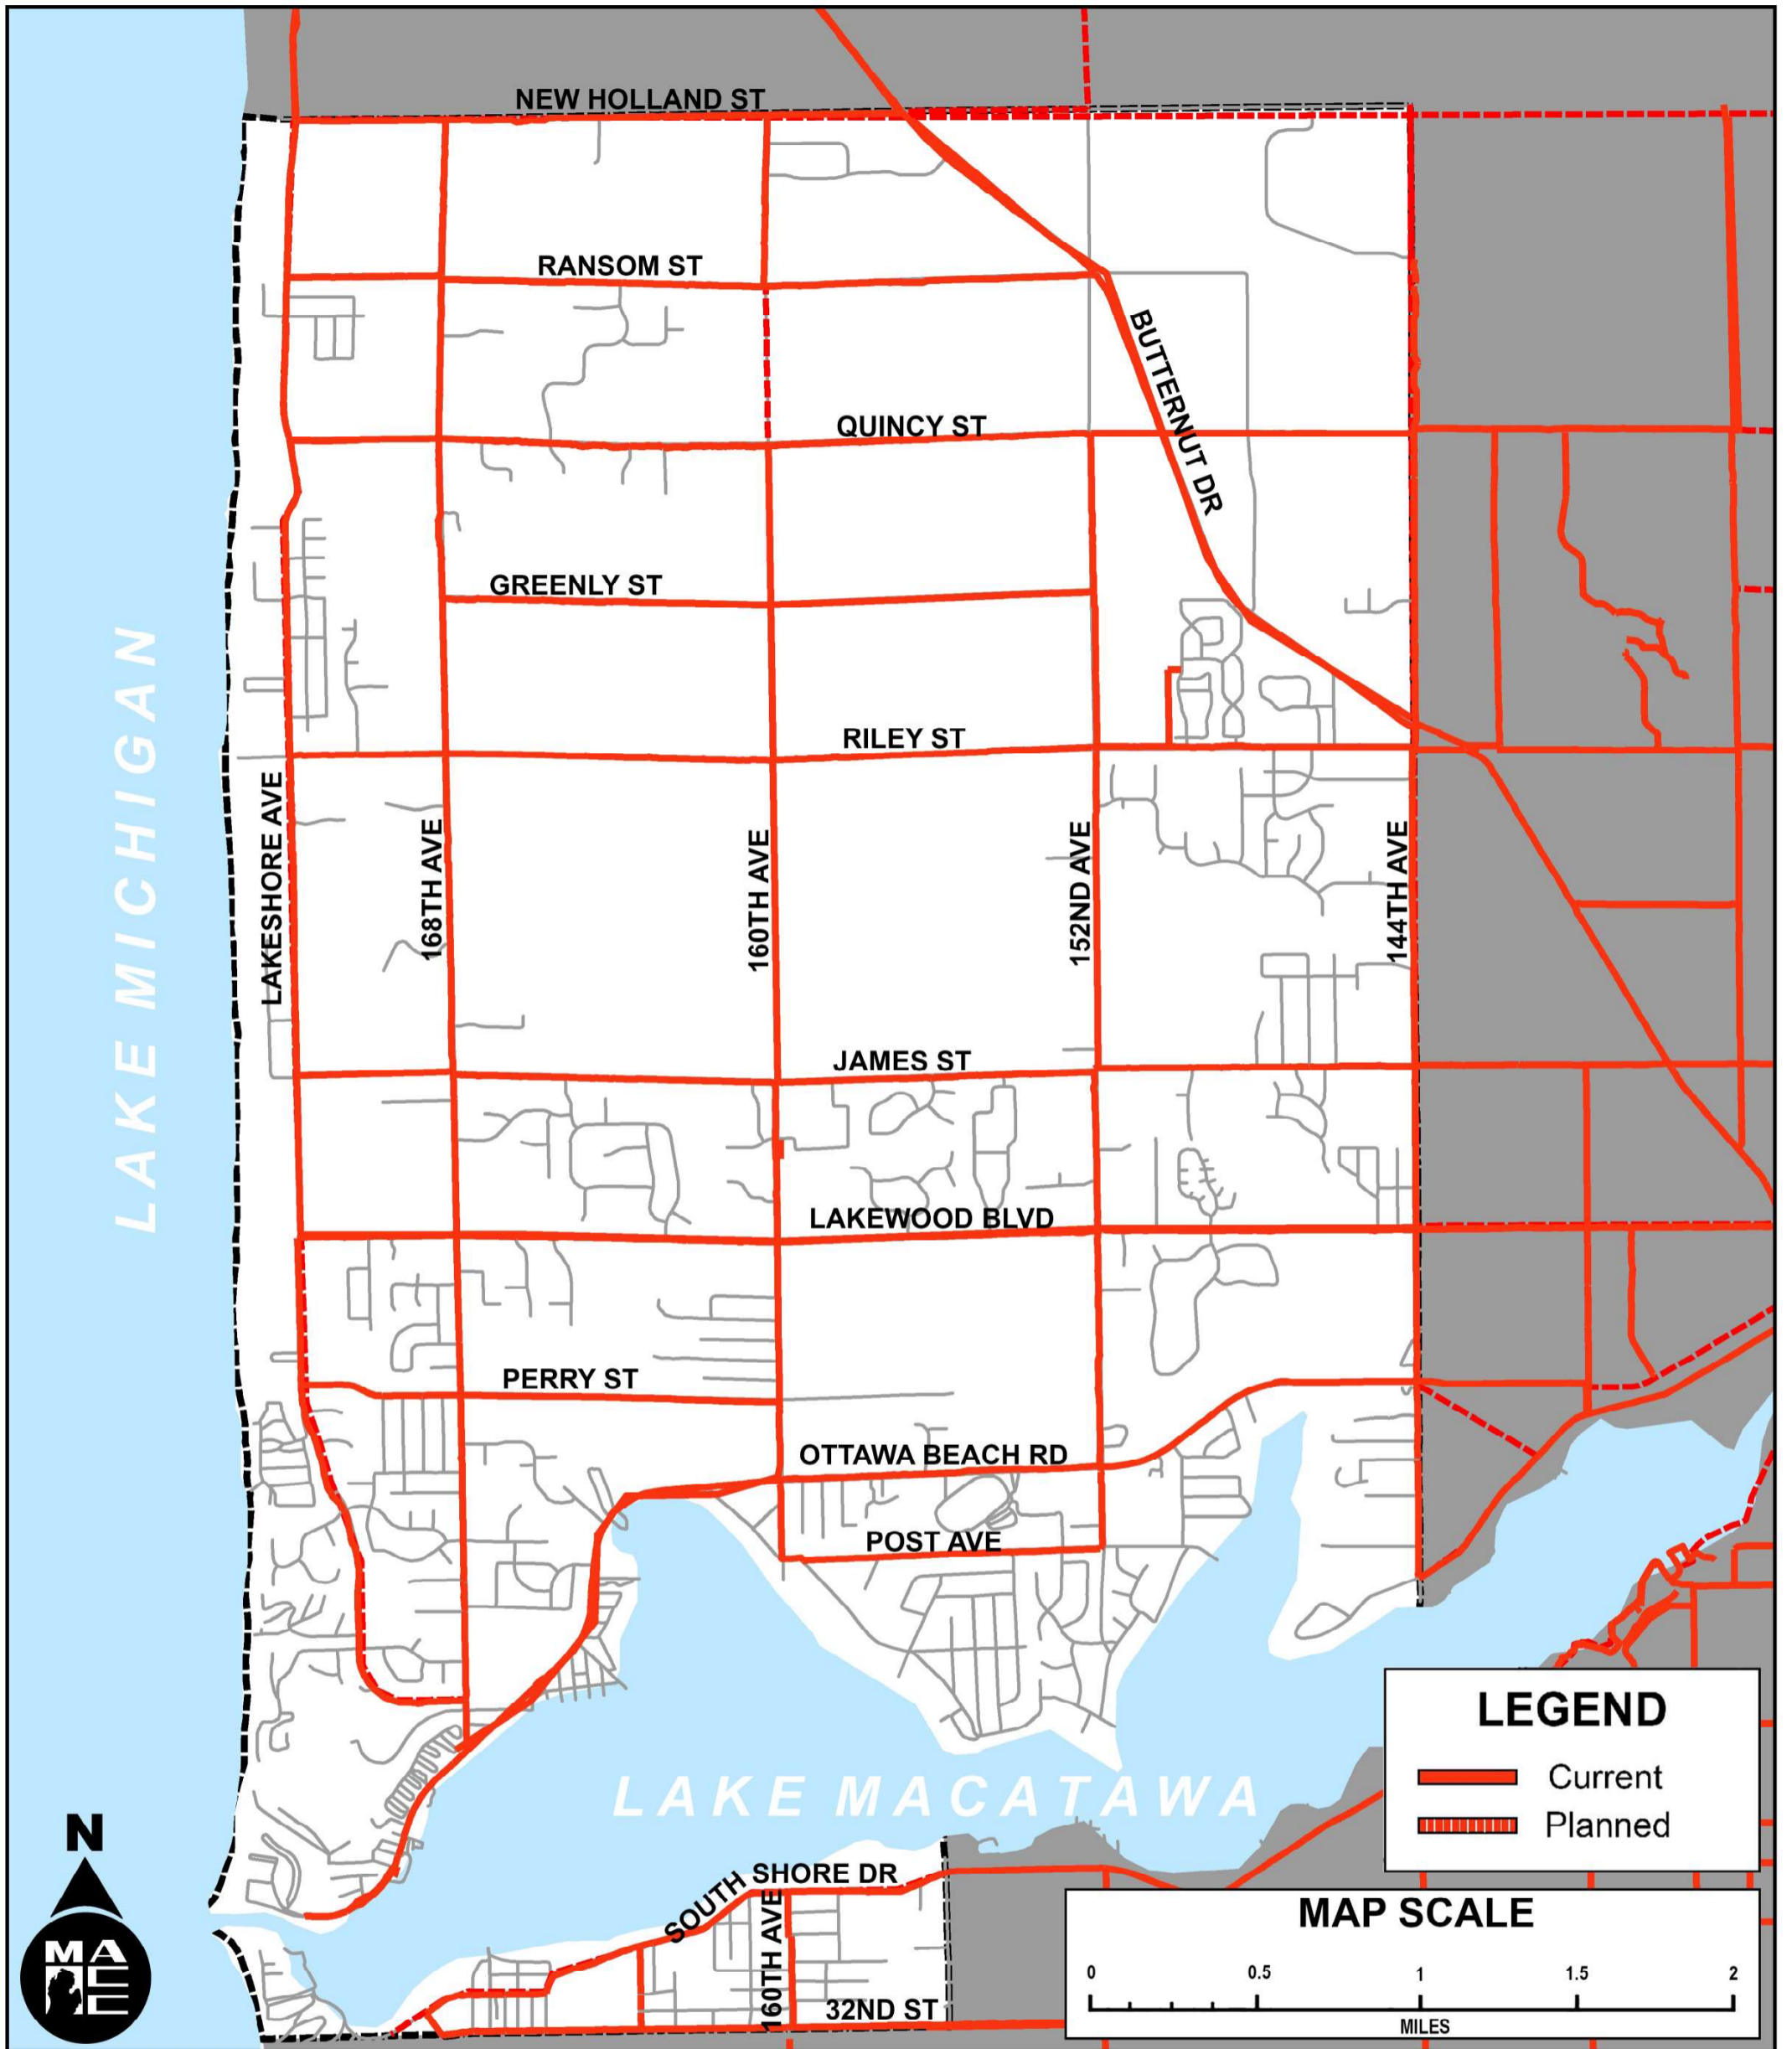 NEW HOLLAND ST
RANSOM ST
BUTTERNUT DR
QUINCY ST
GREENLY ST
LAKE MICHIGAN
RILEY ST
LAKESHORE AVE
168TH AVE
160TH AVE
152ND AVE
144TH AVE
JAMES ST
LAKEWOOD BLVD
PERRY ST
OTTAWA BEACH RD
POST AVE
LEGEND
Current
Planned
LAKE MACATAWA
N
SOUTH SHORE DR
160TH AVE
32ND ST
MAP SCALE
0 0.5 1 1.5 2
MILES